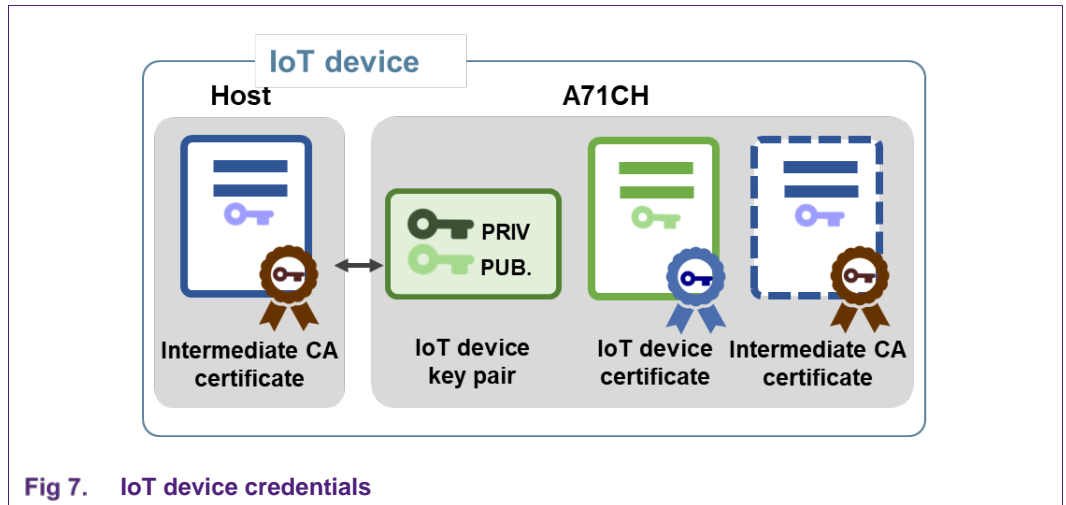 IoT device
Host
A71CH
PRIV
PUB.
Intermediate CA
certificate
IoT device
key pair
IoT device
certificate
Intermediate CA
certificate
Fig 7. IoT device credentials